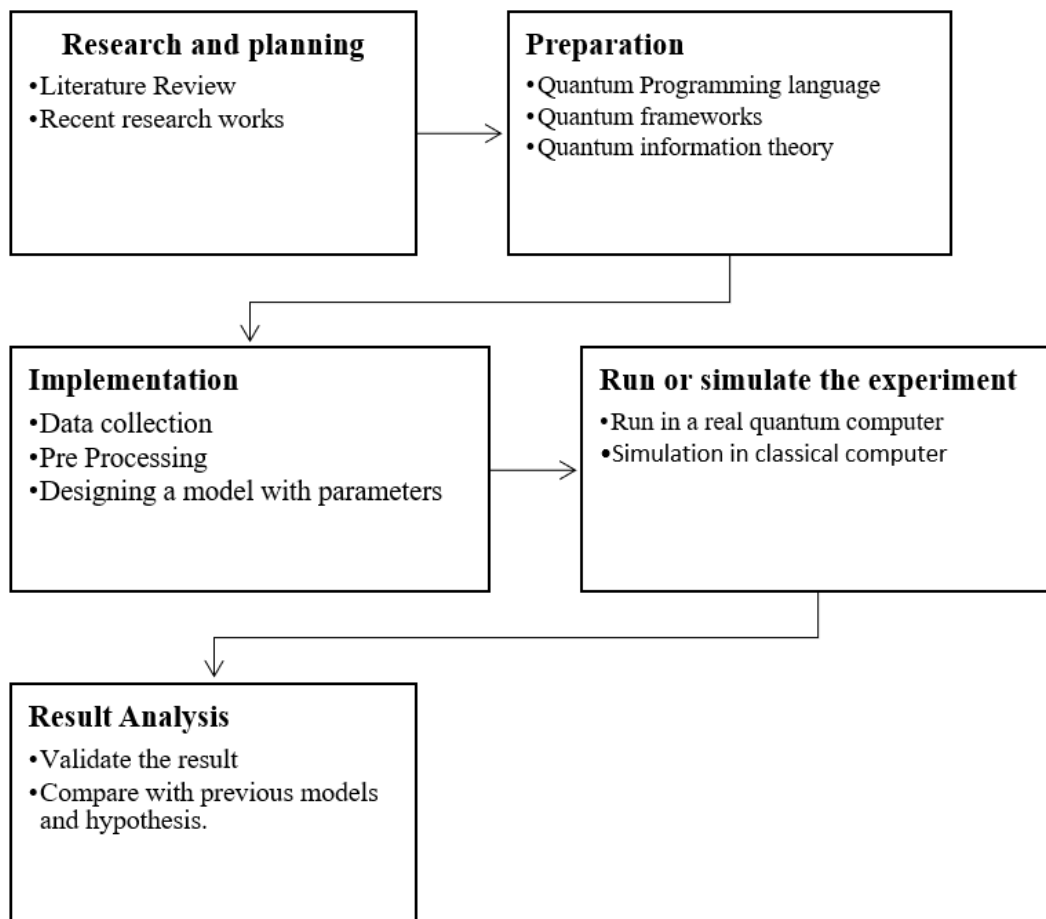 Research and planning
•Literature Review
•Recent research works
Preparation
•Quantum Programming language
•Quantum frameworks
•Quantum information theory
Implementation
•Data collection
•Pre Processing
•Designing a model with parameters
Run or simulate the experiment
•Run in a real quantum computer
•Simulation in classical computer
Result Analysis
•Validate the result
•Compare with previous models
and hypothesis.